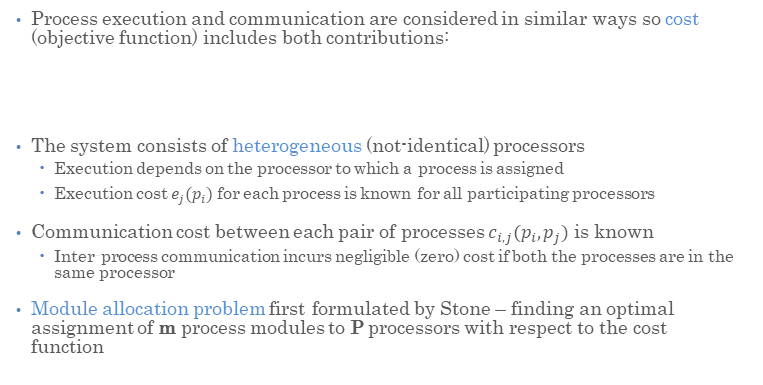 • Process execution and communication are considered in similar ways so cost
(objective function) includes both contributions:
• The system consists of heterogeneous (not-identical) processors
• Execution depends on the processor to which a process is assigned
• Execution cost e_j(p_i) for each process is known for all participating processors
• Communication cost between each pair of processes c_{i,j}(p_i,p_j) is known
• Inter process communication incurs negligible (zero) cost if both the processes are in the
same processor
• Module allocation problem first formulated by Stone – finding an optimal
assignment of m process modules to P processors with respect to the cost
function